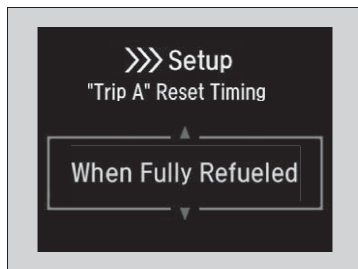 >>> Setup
"Trip A" Reset Timing
When Fully Refueled